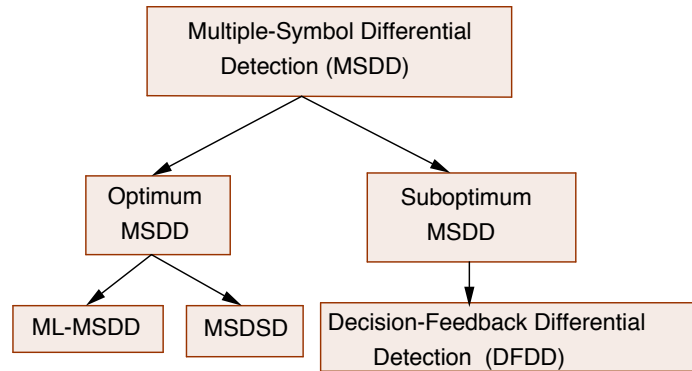 Multiple-Symbol Differential
Detection (MSDD)
Optimum
MSDD
Suboptimum
MSDD
ML-MSDD
MSDSD
Decision-Feedback Differential
Detection (DFDD)